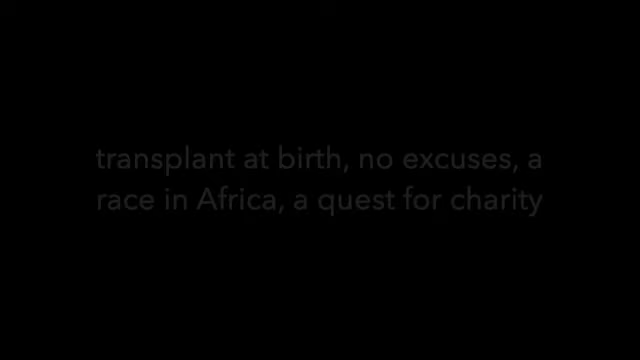 transplant at birth, no excuses, a
race in Africa, a quest for charity